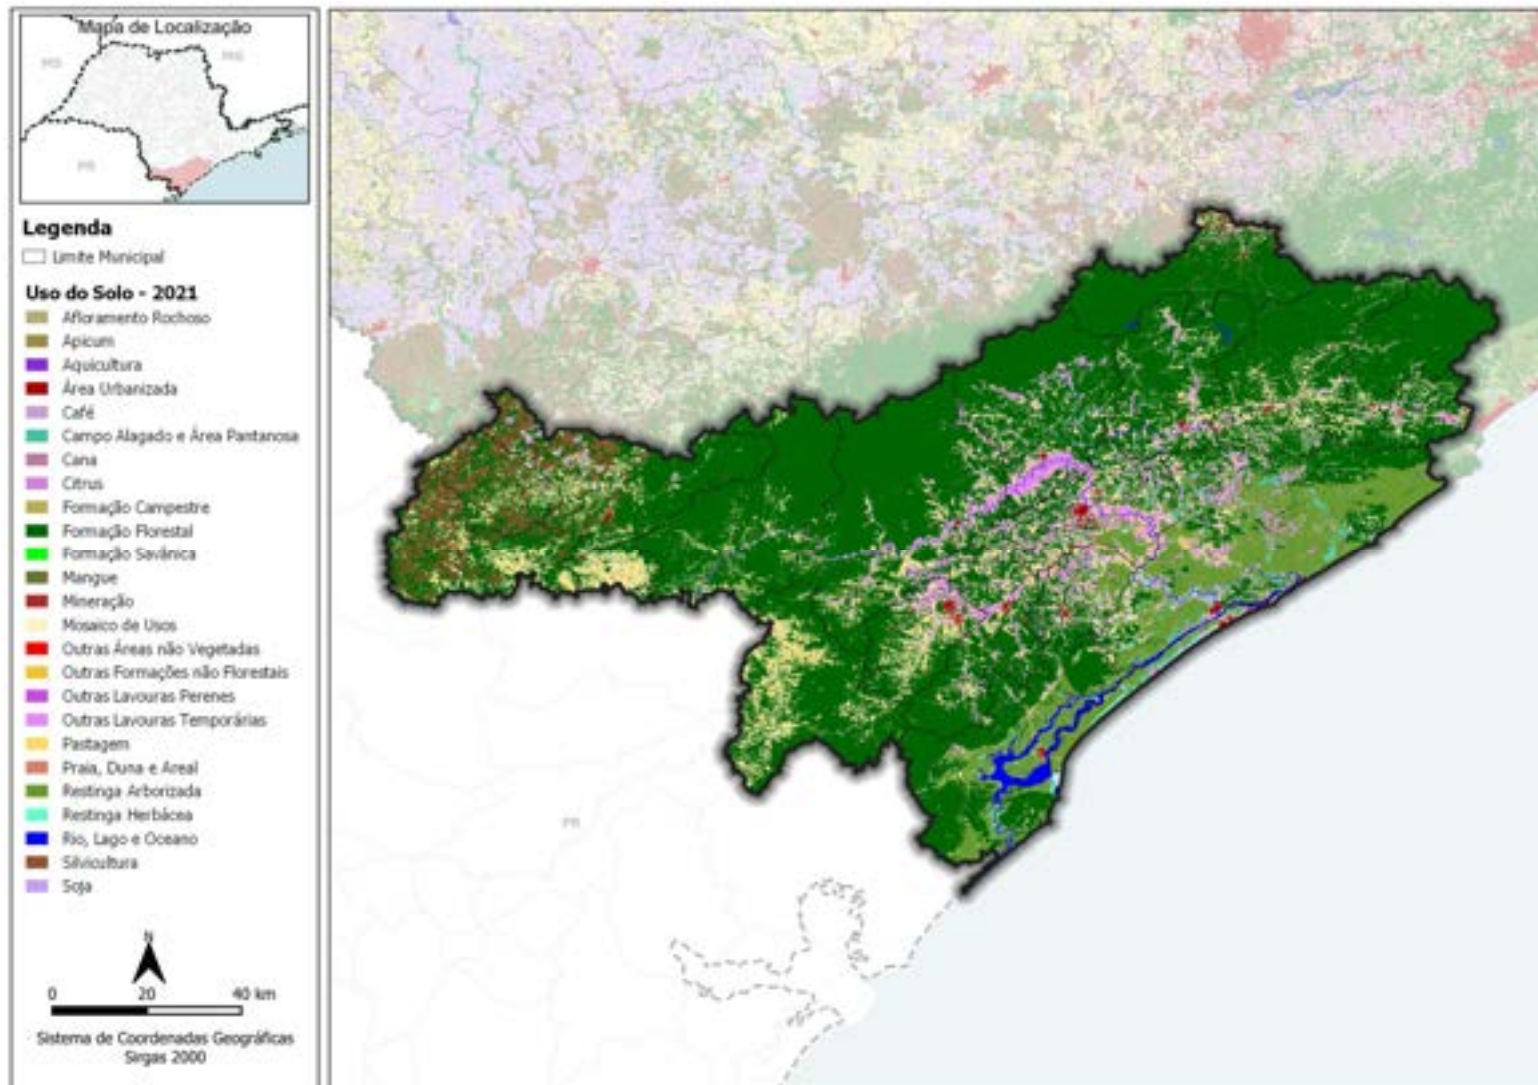 Mapa de Localização
MS
MG
PR
Legenda
Limite Municipal
Uso do Solo - 2021
Afloramento Rochoso
Apicum
Aquicultura
Área Urbanizada
Café
Campo Alagado e Área Pantanosa
Cana
Citrus
Formação Campestre
Formação Florestal
Formação Savânica
Mangue
Mineração
Mosaico de Usos
Outras Áreas não Vegetadas
Outras Formações não Florestais
Outras Lavouras Perenes
Outras Lavouras Temporárias
Pastagem
Praia, Duna e Areal
Restinga Arborizada
Restinga Herbácea
Rio, Lago e Oceano
Silvicultura
Soja
N
0 20 40 km
Sistema de Coordenadas Geográficas
Sirgas 2000
PR